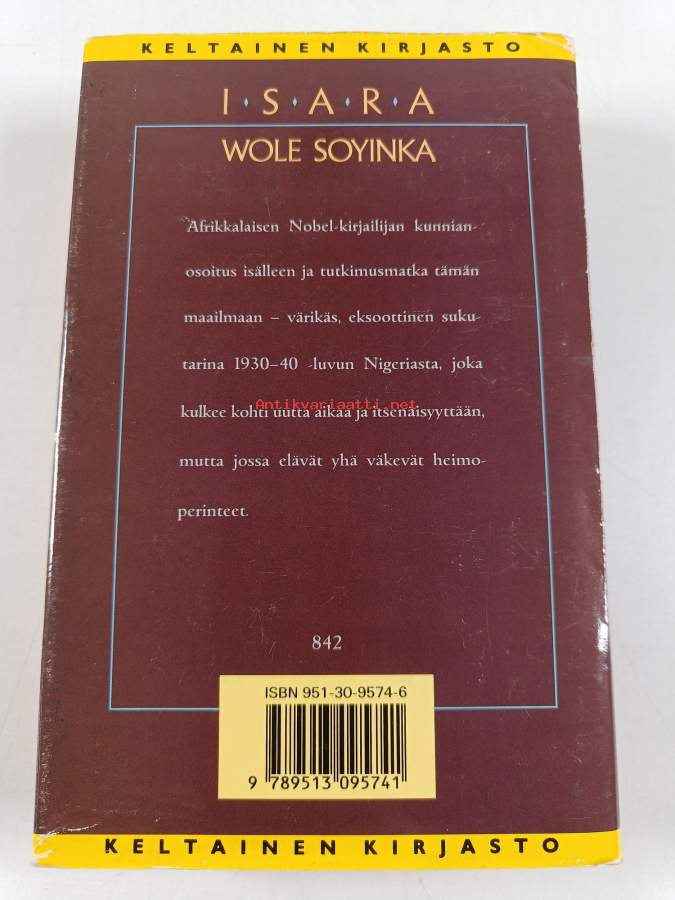 KELTAINEN KIRJASTO
I·S·A·R·A
WOLE SOYINKA
Afrikkalaisen Nobel-kirjailijan kunnian-
osoitus isälleen ja tutkimusmatka tämän
maailmaan – värikäs, eksoottinen suku-
tarina 1930–40 -luvun Nigeriasta, joka
Antikvariaatti.net
kulkee kohti uutta aikaa ja itsenäisyyttään,
mutta jossa elävät yhä väkevät heimo-
perinteet.
842
ISBN 951-30-9574-6
9 789513 095741
KELTAINEN KIRJASTO